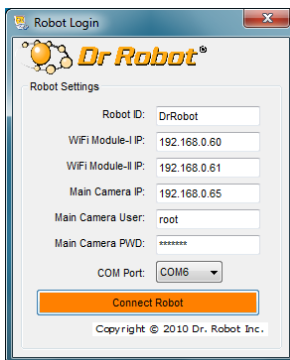 Robot Login
Dr Robot®
Robot Settings
Robot ID: DrRobot
WiFi Module-I IP: 192.168.0.60
WiFi Module-II IP: 192.168.0.61
Main Camera IP: 192.168.0.65
Main Camera User: root
Main Camera PWD: *******
COM Port: COM6
Connect Robot
Copyright © 2010 Dr. Robot Inc.